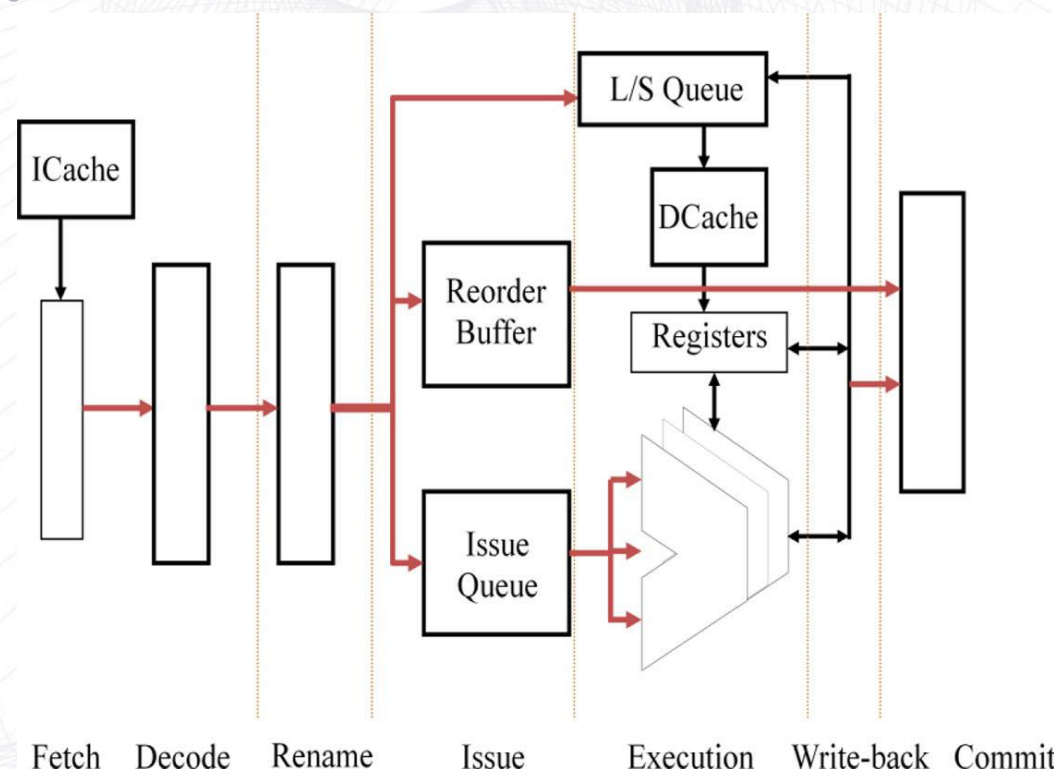 L/S Queue
ICache
DCache
Reorder
Buffer
Registers
Issue
Queue
Fetch Decode Rename Issue Execution Write-back Commit